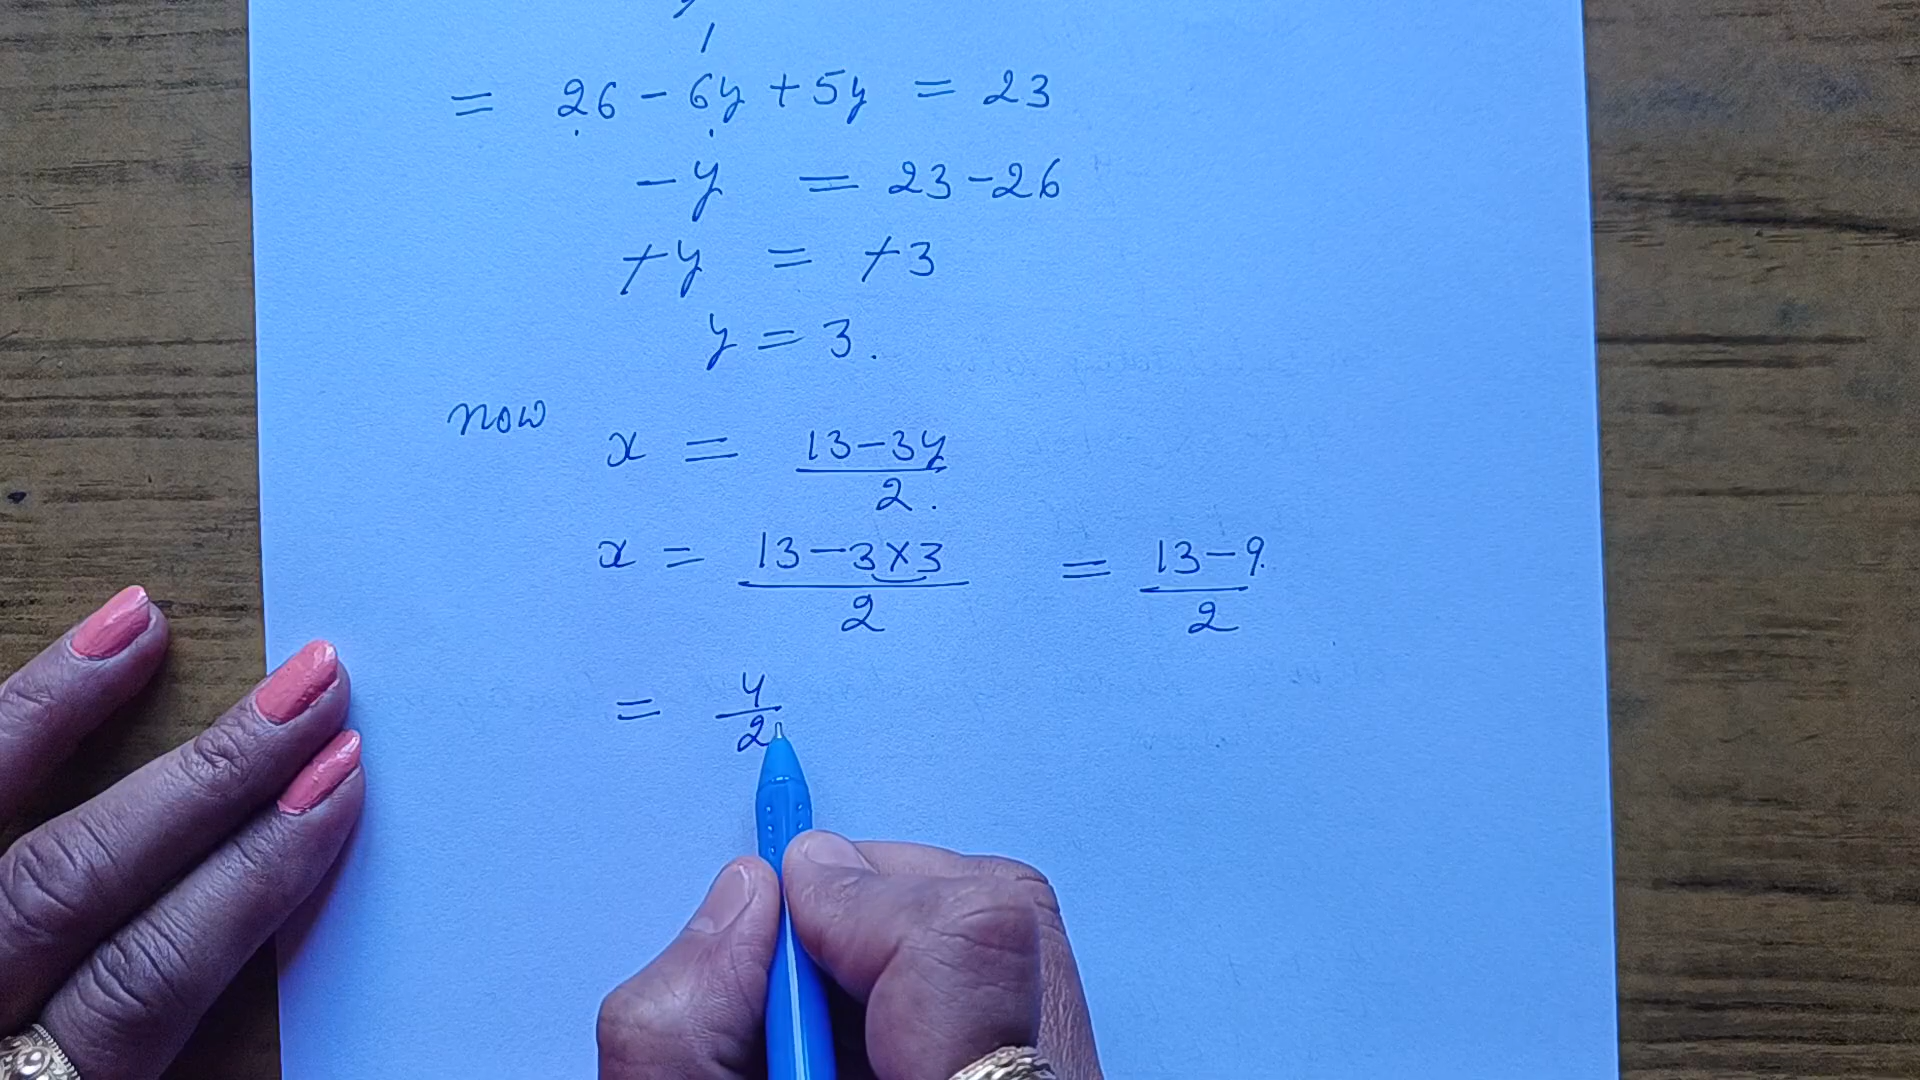 = 26 - 6y + 5y = 23
- y = 23 - 26
+y = +3
y = 3.
now
x = 13 - 3y / 2.
x = 13 - 3×3 / 2 = 13 - 9 / 2
= 4 / 2